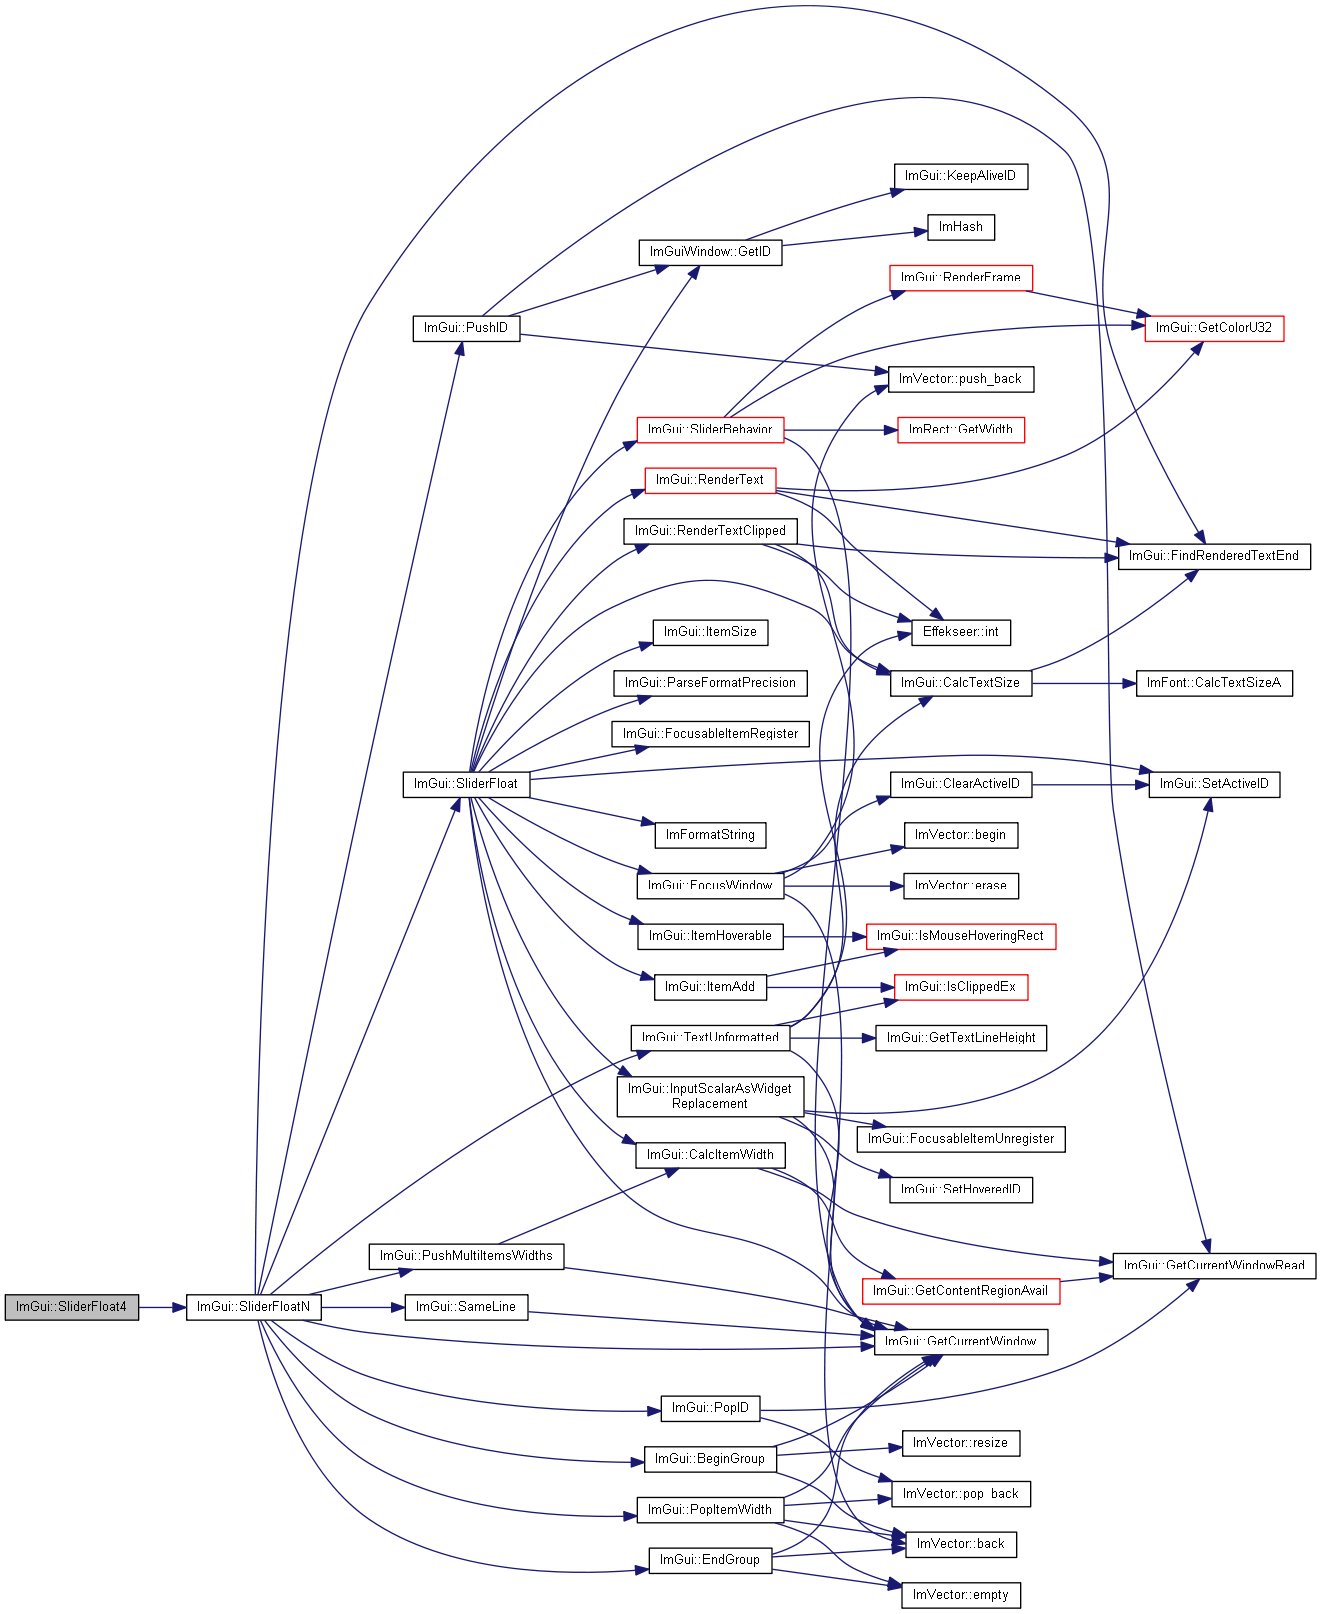 ImGui::KeepAliveID
ImHash
ImGuiWindow::GetID
ImGui::RenderFrame
ImGui::PushID
ImGui::GetColorU32
ImVector::push_back
ImGui::SliderBehavior
ImRect::GetWidth
ImGui::RenderText
ImGui::RenderTextClipped
ImGui::FindRenderedTextEnd
ImGui::ItemSize
Effekseer::int
ImGui::ParseFormatPrecision
ImGui::CalcTextSize
ImFont::CalcTextSizeA
ImGui::FocusableItemRegister
ImGui::SliderFloat
ImGui::ClearActiveID
ImGui::SetActiveID
ImFormatString
ImVector::begin
ImGui::FocusWindow
ImVector::erase
ImGui::ItemHoverable
ImGui::IsMouseHoveringRect
ImGui::ItemAdd
ImGui::IsClippedEx
ImGui::TextUnformatted
ImGui::GetTextLineHeight
ImGui::InputScalarAsWidget
Replacement
ImGui::FocusableItemUnregister
ImGui::CalcItemWidth
ImGui::SetHoveredID
ImGui::PushMultiItemsWidths
ImGui::GetCurrentWindowRead
ImGui::GetContentRegionAvail
ImGui::SliderFloat4
ImGui::SliderFloatN
ImGui::SameLine
ImGui::GetCurrentWindow
ImGui::PopID
ImVector::resize
ImGui::BeginGroup
ImVector::pop_back
ImGui::PopItemWidth
ImVector::back
ImGui::EndGroup
ImVector::empty